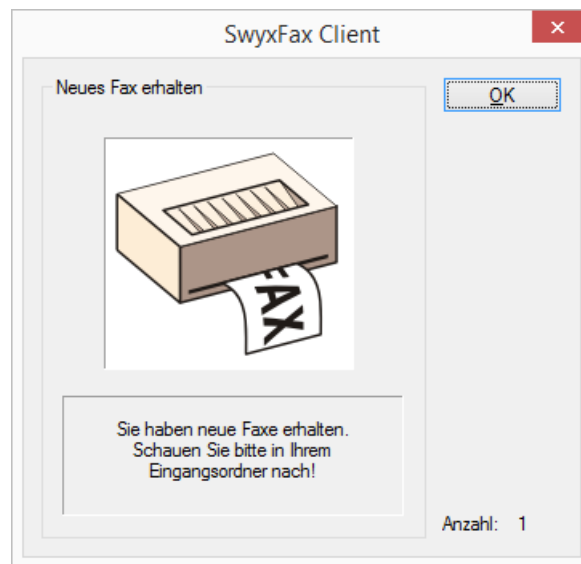 SwyxFax Client
Neues Fax erhalten
OK
FAX
Sie haben neue Faxe erhalten.
Schauen Sie bitte in Ihrem
Eingangsordner nach!
Anzahl: 1